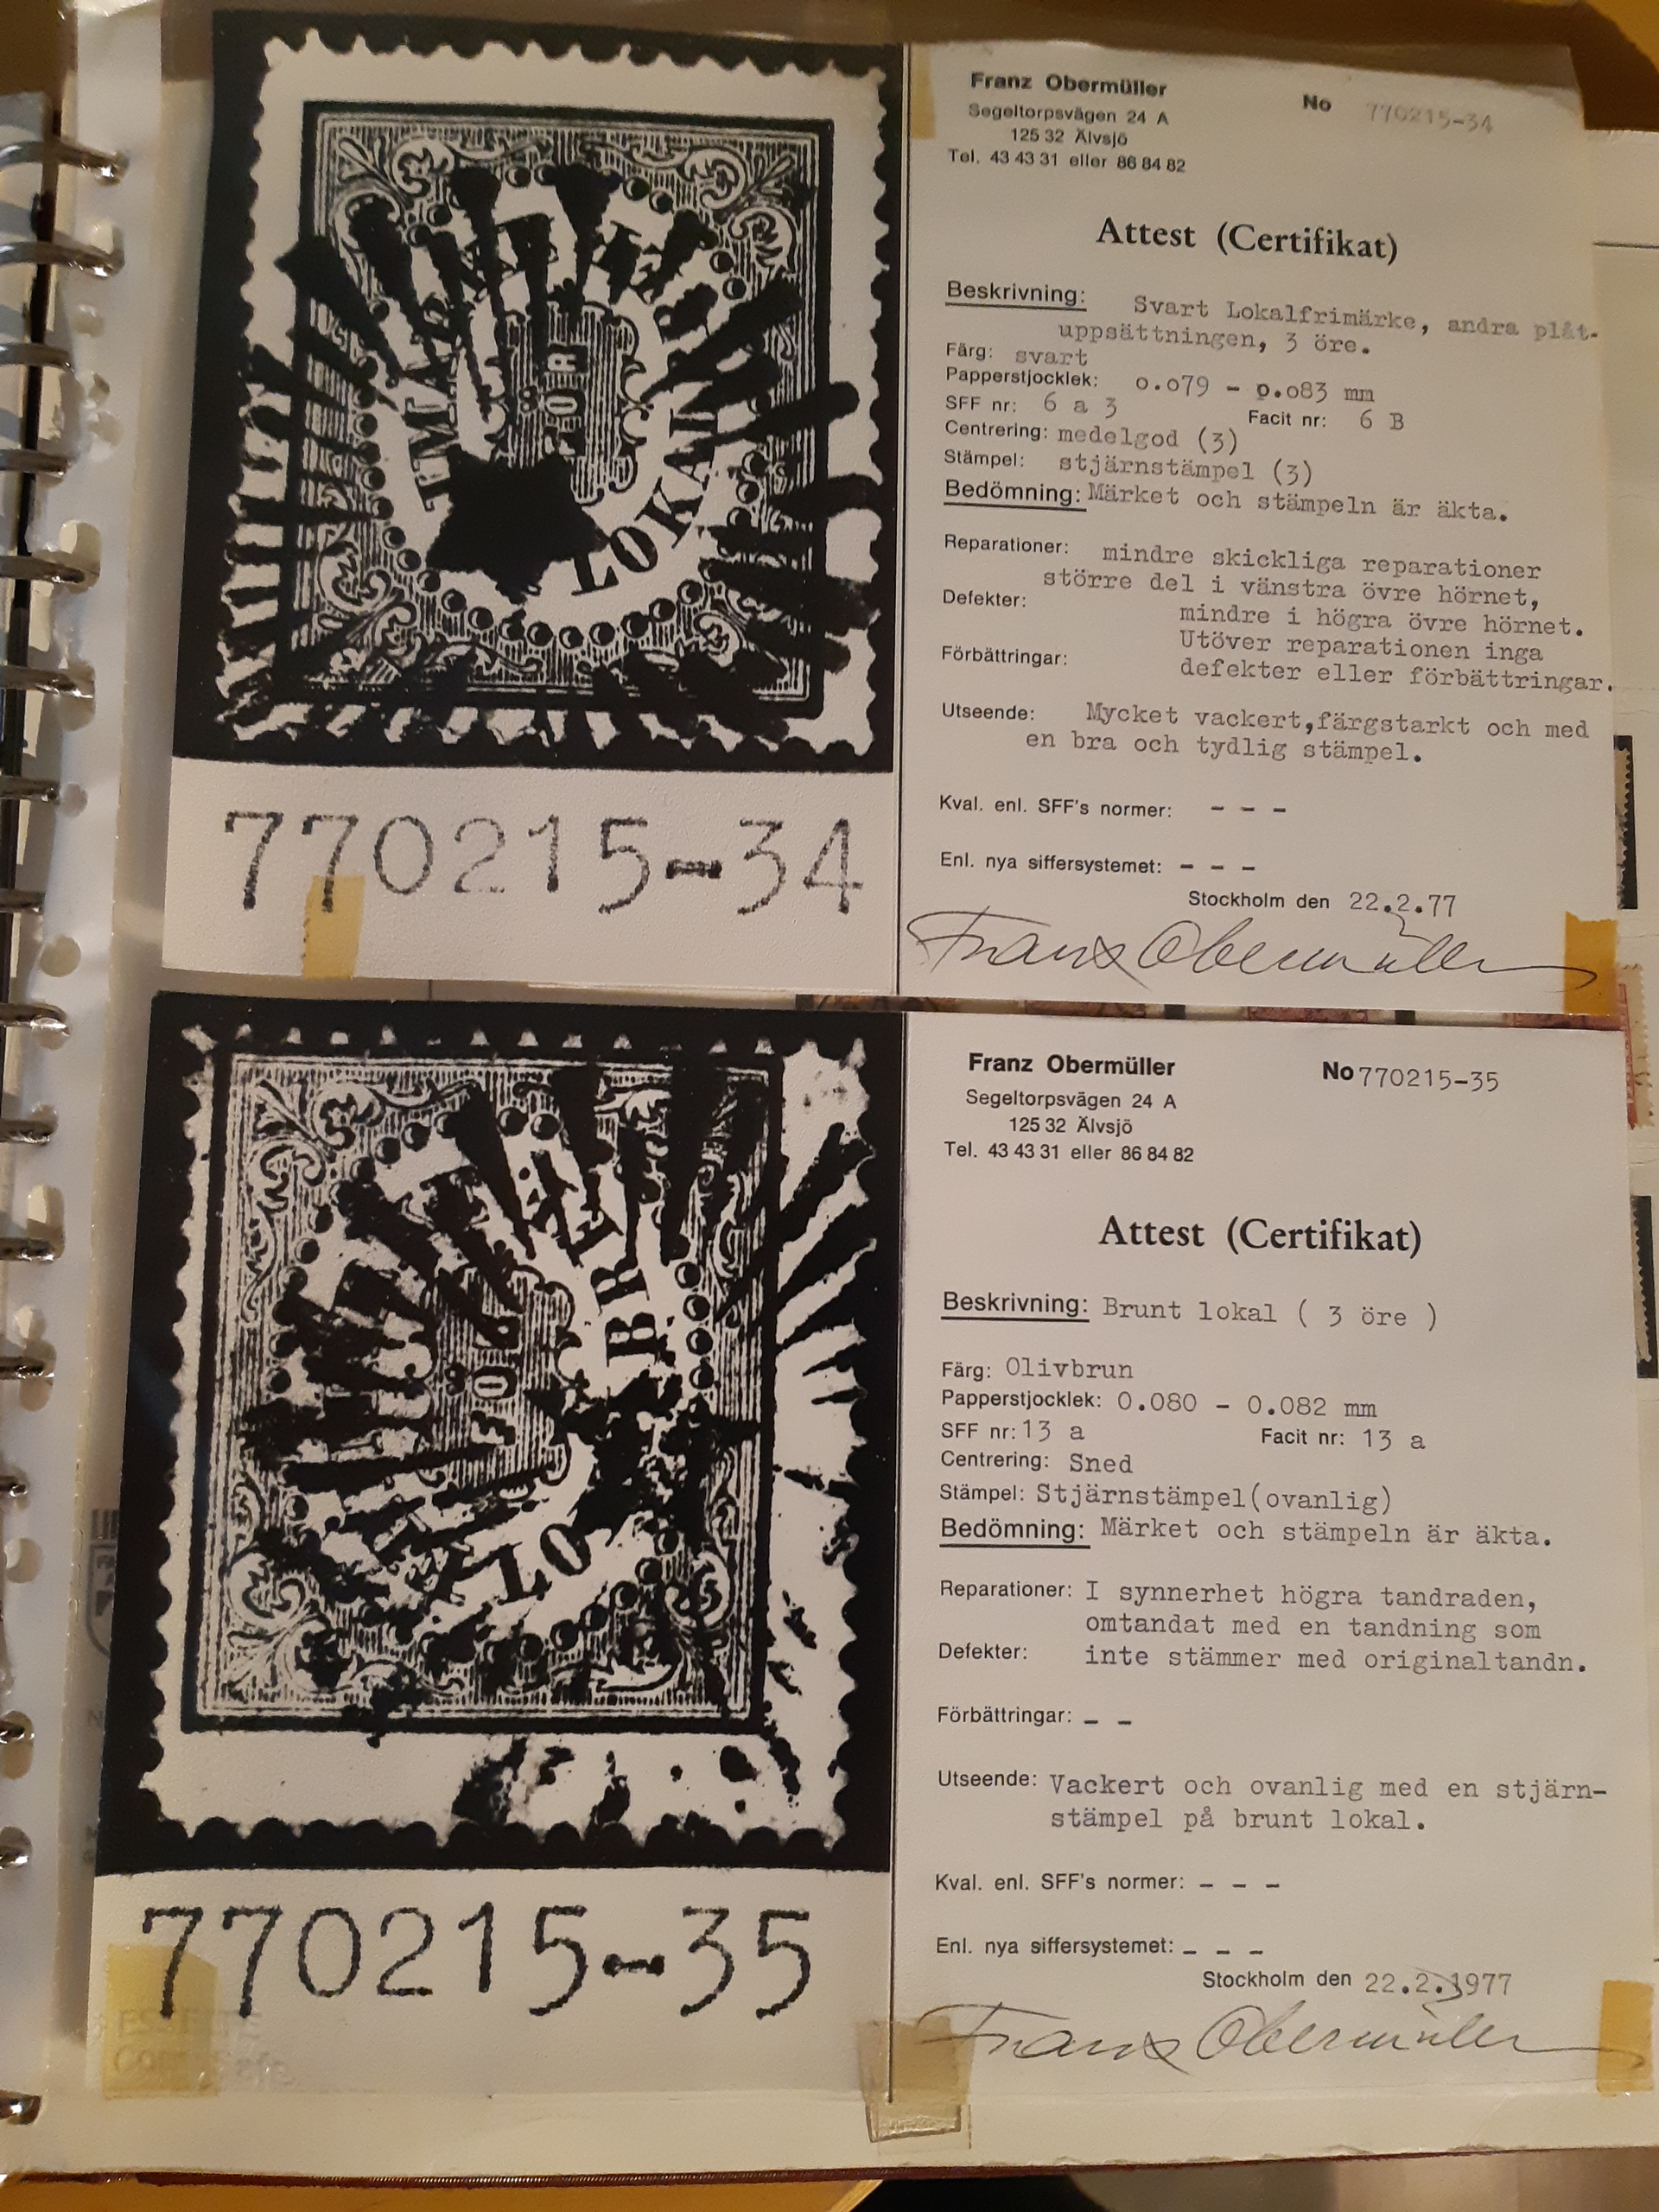 Franz Obermüller
No 770215-34
Segeltorpsvägen 24 A
125 32 Älvsjö
Tel. 43 43 31 eller 86 84 82
Attest (Certifikat)
Beskrivning: Svart Lokalfrimärke, andra plåt-
uppsättningen, 3 öre.
Färg: svart
Papperstjocklek: o.o79 - o.o83 mm
SFF nr: 6 a 3 Facit nr: 6 B
Centrering: medelgod (3)
Stämpel: stjärnstämpel (3)
Bedömning: Märket och stämpeln är äkta.
Reparationer: mindre skickliga reparationer
större del i vänstra övre hörnet,
Defekter: mindre i högra övre hörnet.
Utöver reparationen inga
Förbättringar: defekter eller förbättringar.
Utseende: Mycket vackert,färgstarkt och med
en bra och tydlig stämpel.
Kval. enl. SFF's normer: - - -
Enl. nya siffersystemet: - - -
Stockholm den 22.2.77
Franz Obermüller
FÖR
LOKAL
770215-34
Franz Obermüller
No 770215-35
Segeltorpsvägen 24 A
125 32 Älvsjö
Tel. 43 43 31 eller 86 84 82
Attest (Certifikat)
Beskrivning: Brunt lokal ( 3 öre )
Färg: Olivbrun
Papperstjocklek: 0.080 - 0.082 mm
SFF nr: 13 a Facit nr: 13 a
Centrering: Sned
Stämpel: Stjärnstämpel(ovanlig)
Bedömning: Märket och stämpeln är äkta.
Reparationer: I synnerhet högra tandraden,
omtandat med en tandning som
Defekter: inte stämmer med originaltandn.
Förbättringar: - -
Utseende: Vackert och ovanlig med en stjärn-
stämpel på brunt lokal.
Kval. enl. SFF's normer: - - -
Enl. nya siffersystemet: - - -
Stockholm den 22.2.1977
Franz Obermüller
FÖR
BREF
LO
770215-35